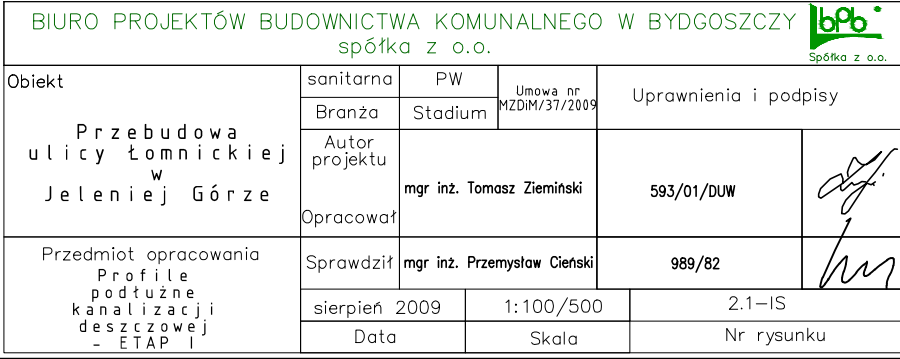 BIURO PROJEKTÓW BUDOWNICTWA KOMUNALNEGO W BYDGOSZCZY
spółka z o.o.
bpb
Spółka z o.o.
Obiekt
Przebudowa
ulicy Łomnickiej
w
Jeleniej Górze
sanitarna
PW
Umowa nr
MZDiM/37/2009
Uprawnienia i podpisy
Branża
Stadium
Autor
projektu
mgr inż. Tomasz Ziemiński
593/01/DUW
Opracował
Przedmiot opracowania
Profile
podłużne
kanalizacji
deszczowej
- ETAP I
Sprawdził
mgr inż. Przemysław Cieński
989/82
sierpień 2009
1:100/500
2.1-IS
Data
Skala
Nr rysunku